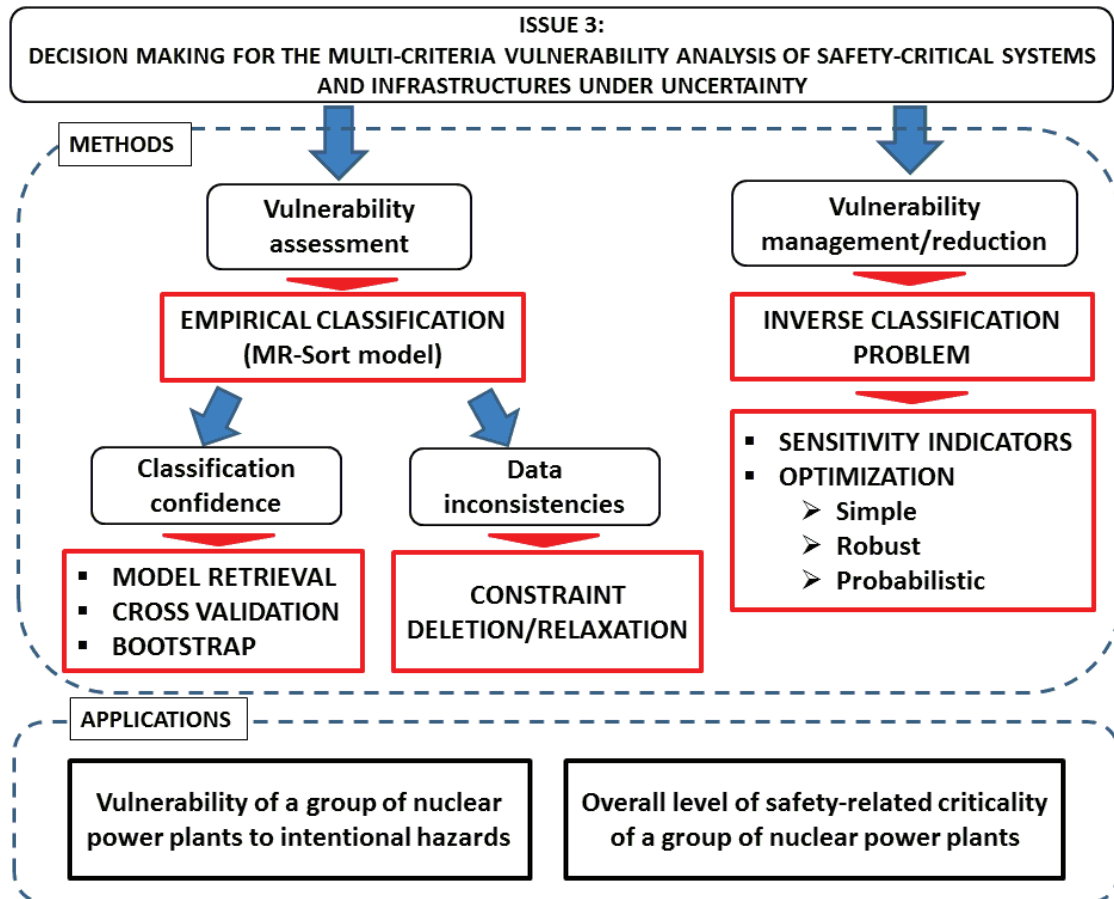 ISSUE 3:
DECISION MAKING FOR THE MULTI-CRITERIA VULNERABILITY ANALYSIS OF SAFETY-CRITICAL SYSTEMS
AND INFRASTRUCTURES UNDER UNCERTAINTY
METHODS
Vulnerability
assessment
EMPIRICAL CLASSIFICATION
(MR-Sort model)
Classification
confidence
▪ MODEL RETRIEVAL
▪ CROSS VALIDATION
▪ BOOTSTRAP
Data
inconsistencies
CONSTRAINT
DELETION/RELAXATION
Vulnerability
management/reduction
INVERSE CLASSIFICATION
PROBLEM
▪ SENSITIVITY INDICATORS
▪ OPTIMIZATION
➢ Simple
➢ Robust
➢ Probabilistic
APPLICATIONS
Vulnerability of a group of nuclear
power plants to intentional hazards
Overall level of safety-related criticality
of a group of nuclear power plants